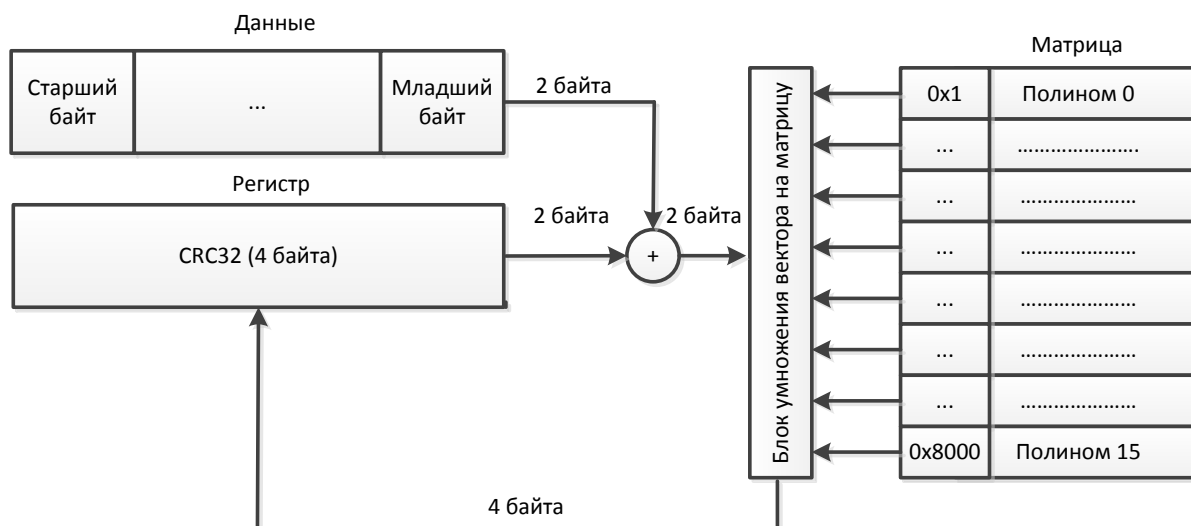 Данные
Матрица
Старший байт
...
Младший байт
2 байта
Регистр
CRC32 (4 байта)
2 байта
+
2 байта
Блок умножения вектора на матрицу
0x1 Полином 0
... ………………….
... …………………
... …………………
... …………………
... …………………
... …………………
0x8000 Полином 15
4 байта